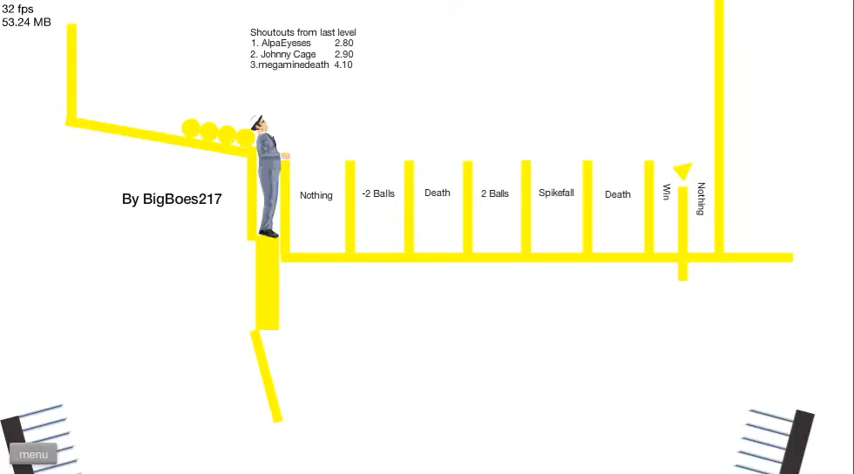 32 fps
53.24 MB
Shoutouts from last level
1. AlpaEyeses 2.80
2. Johnny Cage 2.90
3.megaminedeath 4.10
By BigBoes217
Nothing
-2 Balls
Death
2 Balls
Spikefall
Death
Win
Nothing
menu